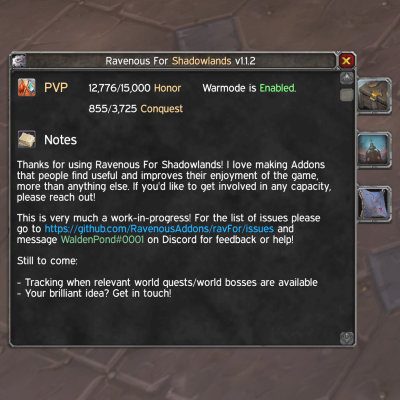 Ravenous For Shadowlands v1.1.2
PVP 12,776/15,000 Honor Warmode is Enabled.
855/3,725 Conquest
Notes
Thanks for using Ravenous For Shadowlands! I love making Addons
that people find useful and improves their enjoyment of the game,
more than anything else. If you'd like to get involved in any capacity,
please reach out!
This is very much a work-in-progress! For the list of issues please
go to https://github.com/RavenousAddons/ravFor/issues and
message WaldenPond#0001 on Discord for feedback or help!
Still to come:
- Tracking when relevant world quests/world bosses are available
- Your brilliant idea? Get in touch!